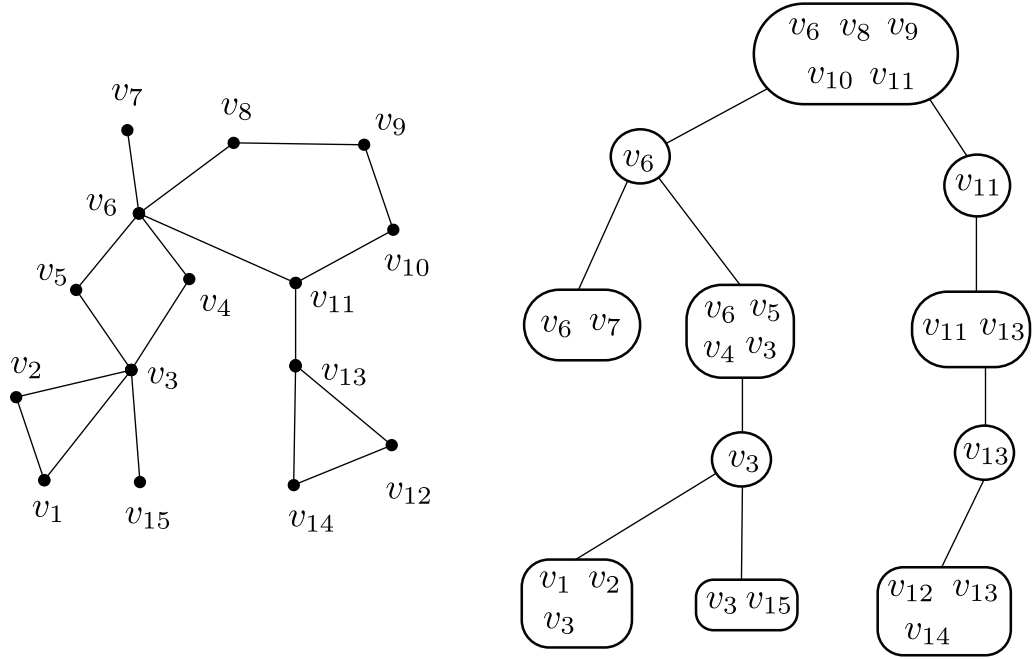 v₇
v₈
v₉
v₆
v₁₀
v₅
v₄
v₁₁
v₂
v₃
v₁₃
v₁
v₁₅
v₁₄
v₁₂
v₆ v₈ v₉
v₁₀ v₁₁
v₆
v₁₁
v₆ v₇
v₆ v₅
v₄ v₃
v₁₁ v₁₃
v₃
v₁₃
v₁ v₂
v₃
v₃ v₁₅
v₁₂ v₁₃
v₁₄